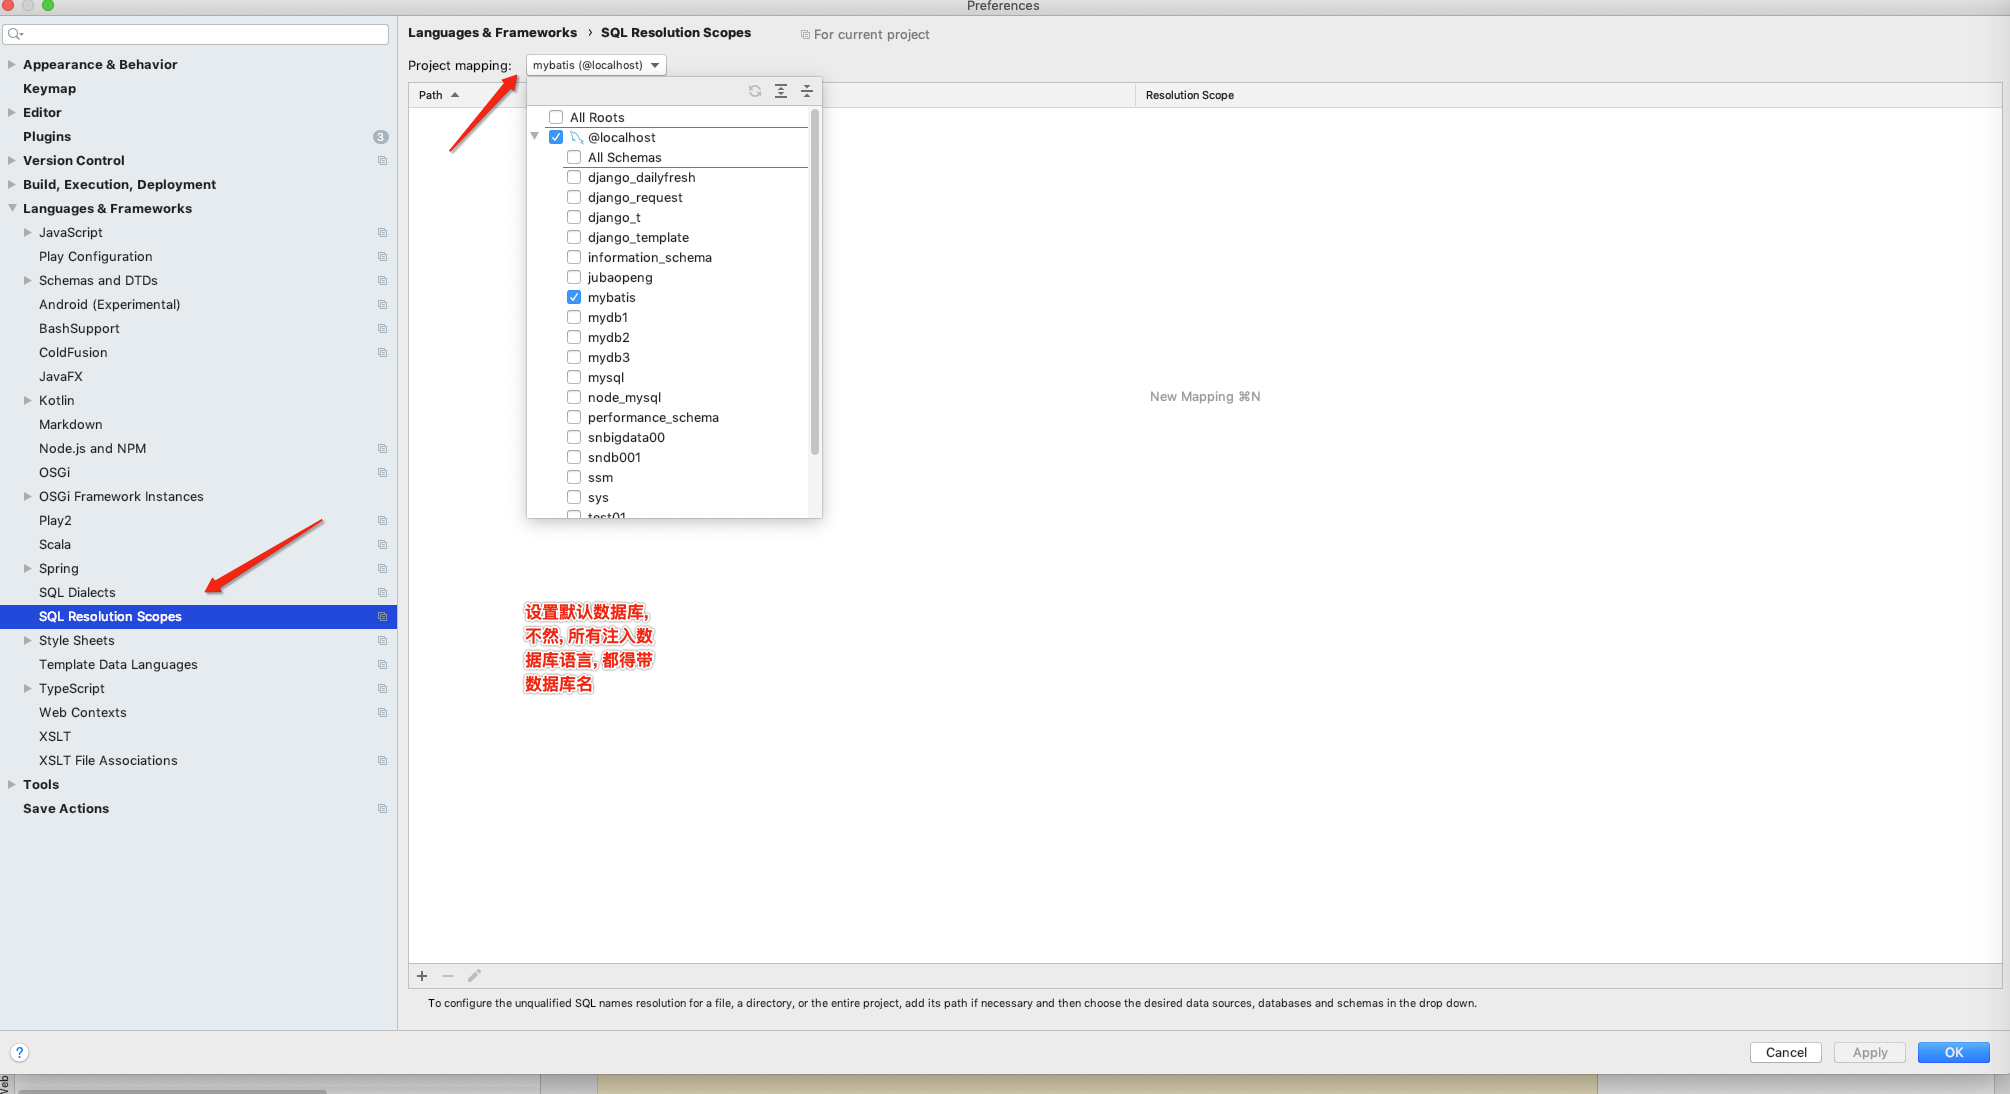 Preferences
Languages & Frameworks › SQL Resolution Scopes For current project
Appearance & Behavior
Keymap
Editor
Plugins 3
Version Control
Build, Execution, Deployment
Languages & Frameworks
JavaScript
Play Configuration
Schemas and DTDs
Android (Experimental)
BashSupport
ColdFusion
JavaFX
Kotlin
Markdown
Node.js and NPM
OSGi
OSGi Framework Instances
Play2
Scala
Spring
SQL Dialects
SQL Resolution Scopes
Style Sheets
Template Data Languages
TypeScript
Web Contexts
XSLT
XSLT File Associations
Tools
Save Actions
Project mapping: mybatis (@localhost)
Path Resolution Scope
All Roots
@localhost
All Schemas
django_dailyfresh
django_request
django_t
django_template
information_schema
jubaopeng
mybatis
mydb1
mydb2
mydb3
mysql
node_mysql
performance_schema
snbigdata00
sndb001
ssm
sys
test01
New Mapping ⌘N
设置默认数据库,
不然, 所有注入数
据库语言, 都得带
数据库名
To configure the unqualified SQL names resolution for a file, a directory, or the entire project, add its path if necessary and then choose the desired data sources, databases and schemas in the drop down.
? Cancel Apply OK